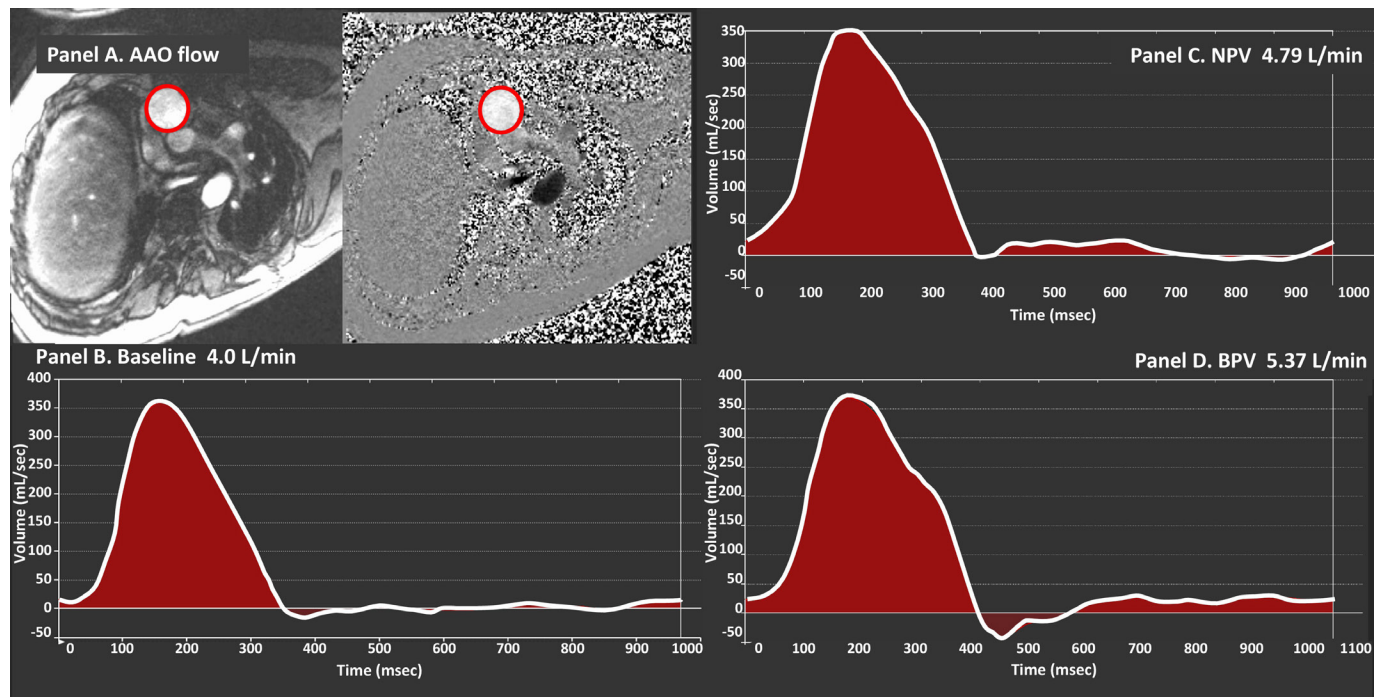 Panel A. AAO flow
Panel C. NPV 4.79 L/min
Volume (mL/sec)
350
300
250
200
150
100
50
0
-50
0 100 200 300 400 500 600 700 800 900 1000
Time (msec)
Panel B. Baseline 4.0 L/min
Volume (mL/sec)
400
350
300
250
200
150
100
50
0
-50
0 100 200 300 400 500 600 700 800 900 1000
Time (msec)
Panel D. BPV 5.37 L/min
Volume (mL/sec)
400
350
300
250
200
150
100
50
0
-50
0 100 200 300 400 500 600 700 800 900 1000 1100
Time (msec)